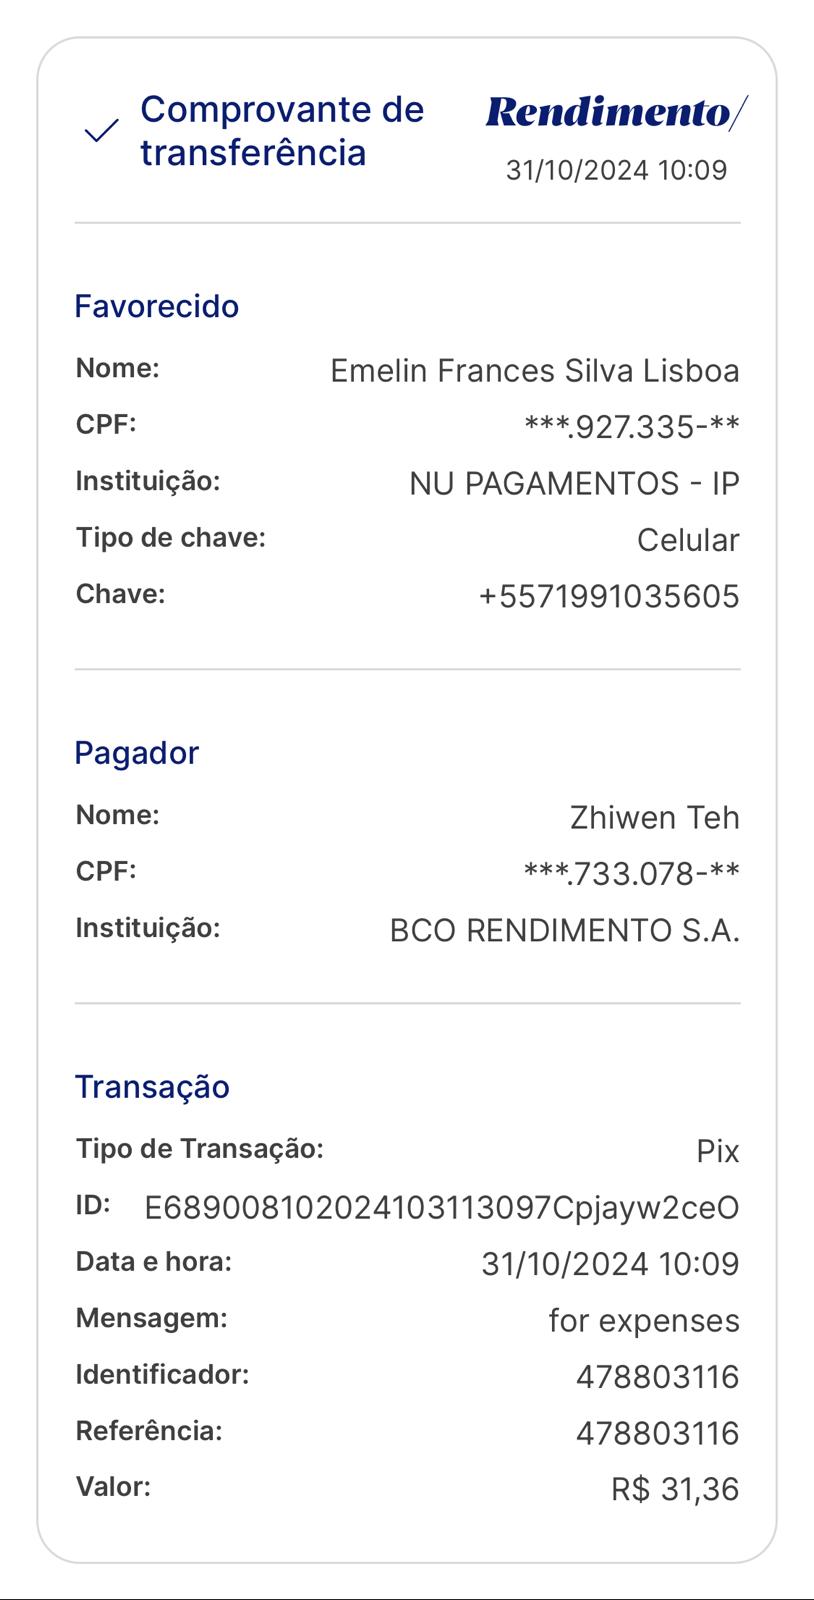 Comprovante de
transferência
Rendimento/
31/10/2024 10:09
Favorecido
Nome: Emelin Frances Silva Lisboa
CPF: ***.927.335-**
Instituição: NU PAGAMENTOS - IP
Tipo de chave: Celular
Chave: +5571991035605
Pagador
Nome: Zhiwen Teh
CPF: ***.733.078-**
Instituição: BCO RENDIMENTO S.A.
Transação
Tipo de Transação: Pix
ID: E689008102024103113097Cpjayw2ceO
Data e hora: 31/10/2024 10:09
Mensagem: for expenses
Identificador: 478803116
Referência: 478803116
Valor: R$ 31,36